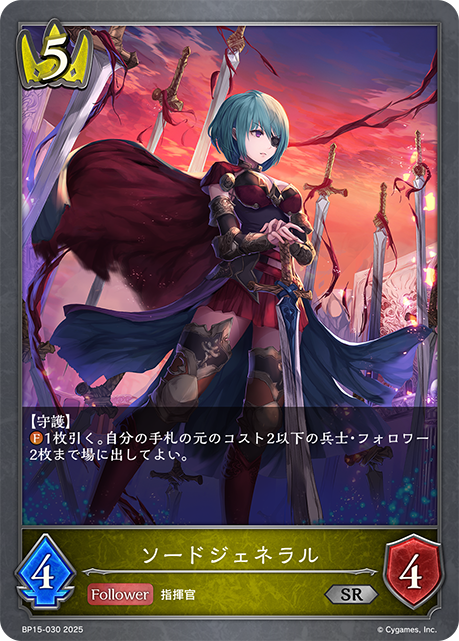 5
【守護】
F 1枚引く。自分の手札の元のコスト2以下の兵士・フォロワー
2枚まで場に出してよい。
ソードジェネラル
4
Follower 指揮官
SR
4
BP15-030 2025
© Cygames, Inc.